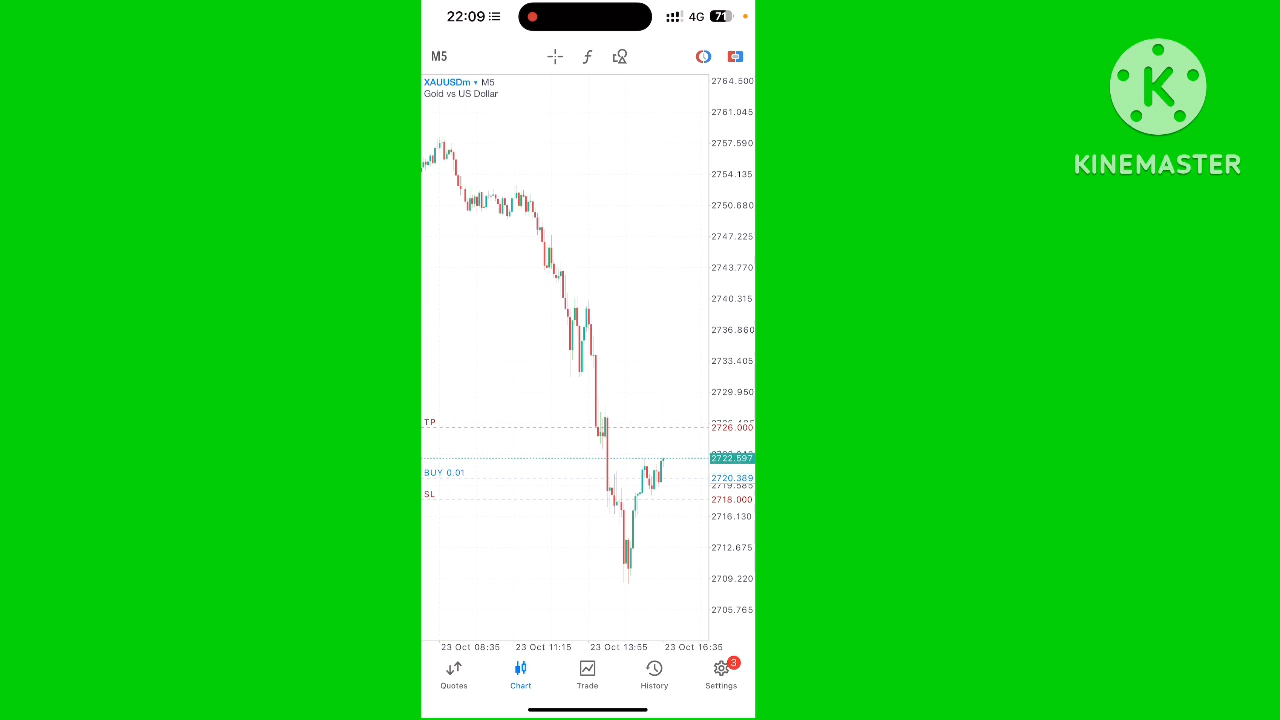 22:09
4G
71
M5
f
XAUUSDm ▾ M5
Gold vs US Dollar
2764.500
2761.045
2757.590
2754.135
2750.680
2747.225
2743.770
2740.315
2736.860
2733.405
2729.950
TP
2726.000
2722.597
BUY 0.01
2720.389
2719.585
SL
2718.000
2716.130
2712.675
2709.220
2705.765
23 Oct 08:35
23 Oct 11:15
23 Oct 13:55
23 Oct 16:35
3
Quotes
Chart
Trade
History
Settings
K
KINEMASTER